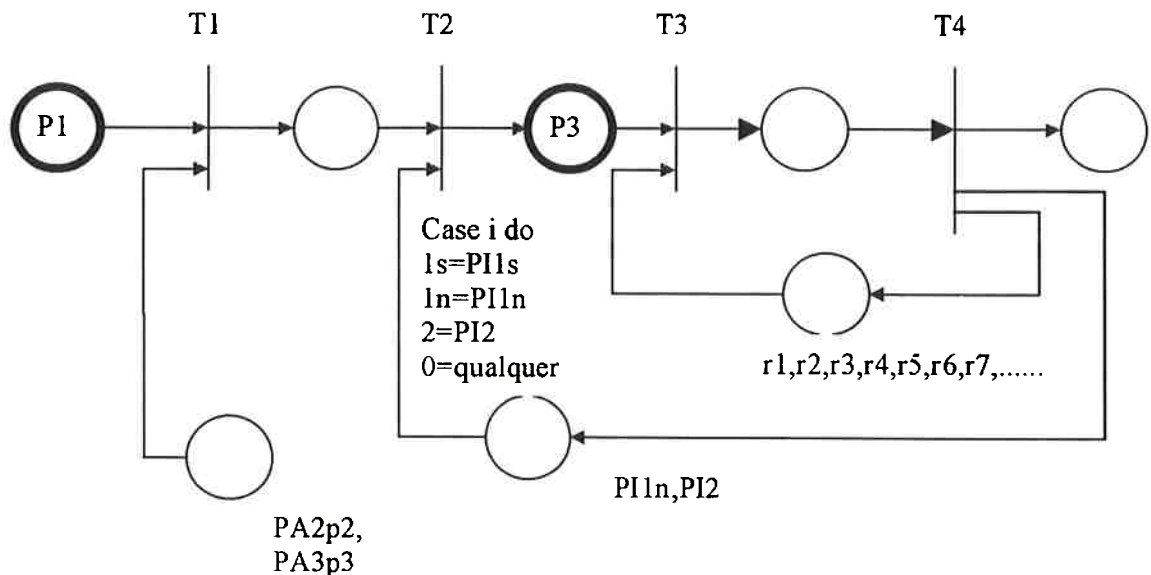 T1 T2 T3 T4
P1 P3
Case i do
1s=PI1s
1n=PI1n
2=PI2
0=qualquer
r1,r2,r3,r4,r5,r6,r7,......
PI1n,PI2
PA2p2,
PA3p3